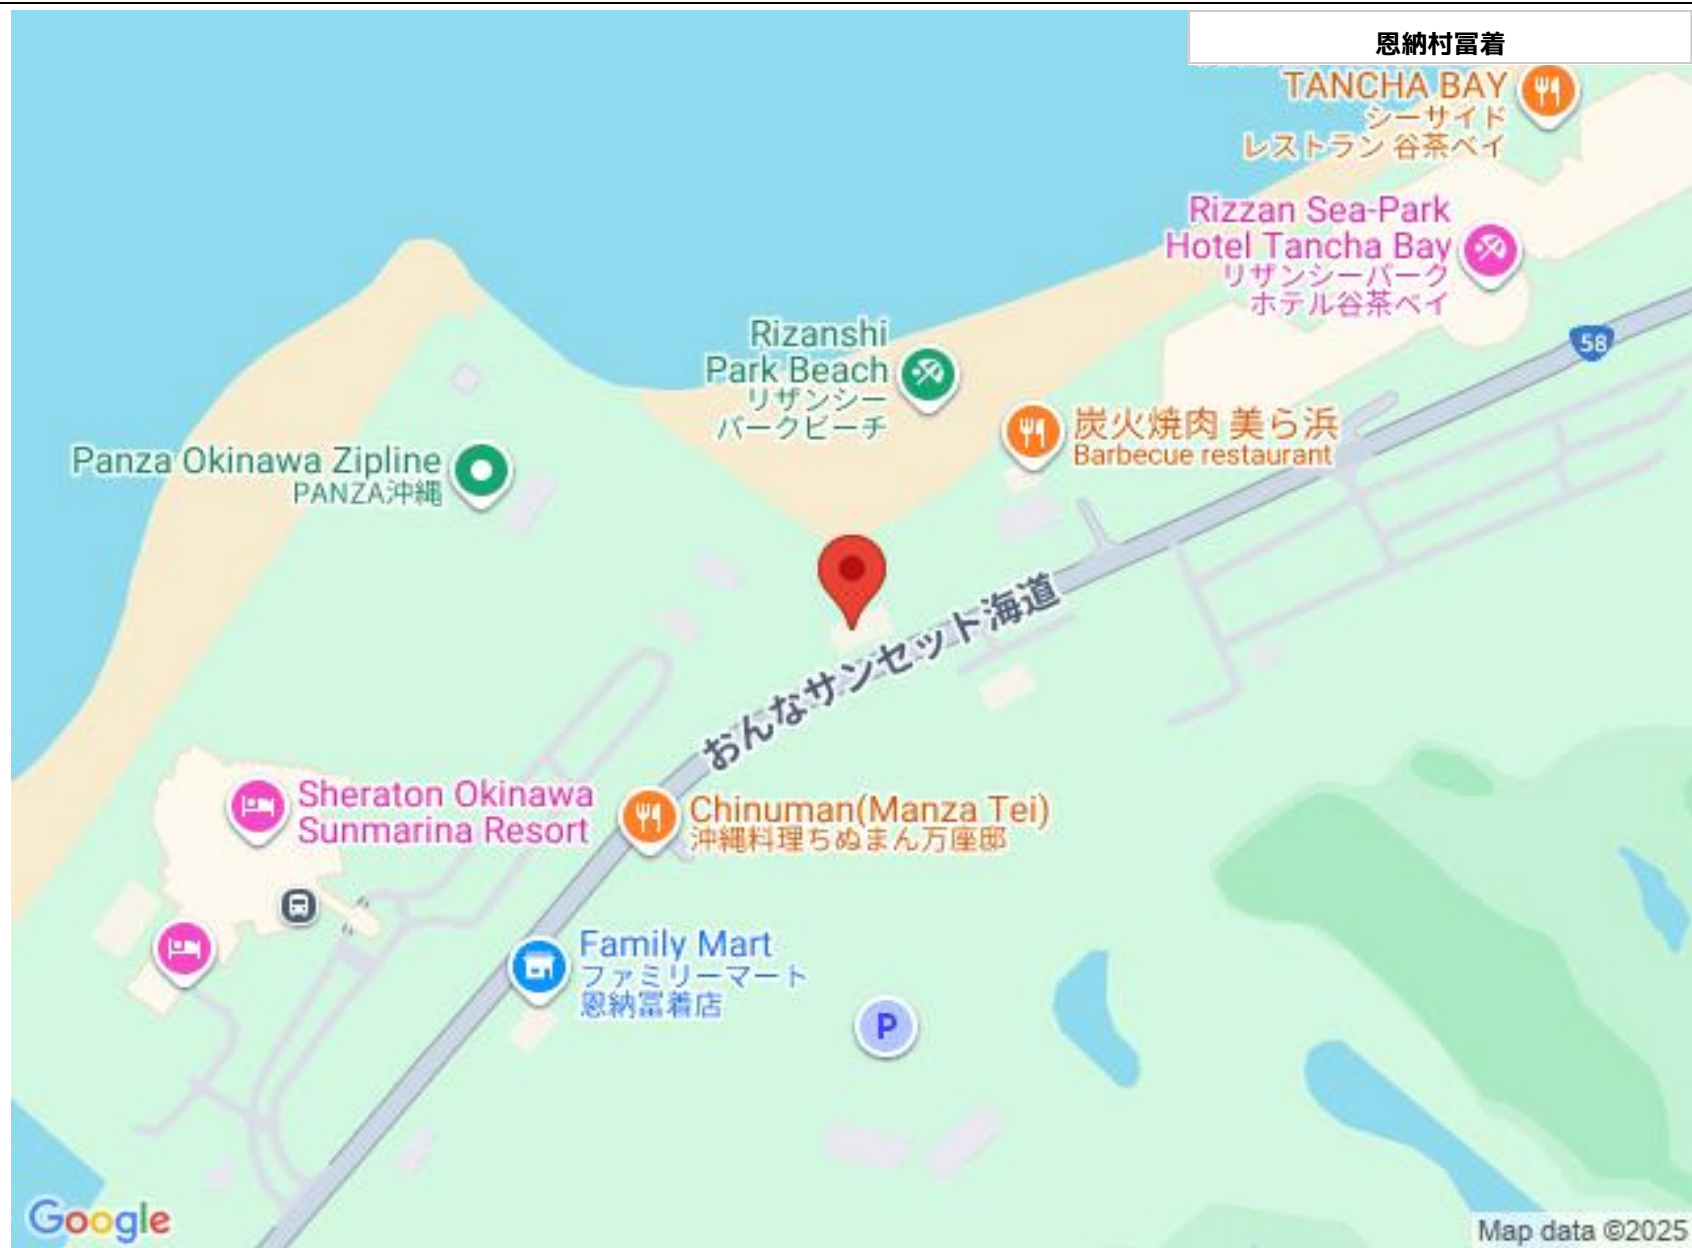 恩納村冨着
TANCHA BAY
シーサイド
レストラン 谷茶ベイ
Rizzan Sea-Park
Hotel Tancha Bay
リザンシーパーク
ホテル谷茶ベイ
58
Rizanshi
Park Beach
リザンシー
パークビーチ
炭火焼肉 美ら浜
Barbecue restaurant
Panza Okinawa Zipline
PANZA沖縄
おんなサンセット海道
Sheraton Okinawa
Sunmarina Resort
Chinuman(Manza Tei)
沖縄料理ちぬまん万座邸
Family Mart
ファミリーマート
恩納冨着店
P
Google
Map data ©2025